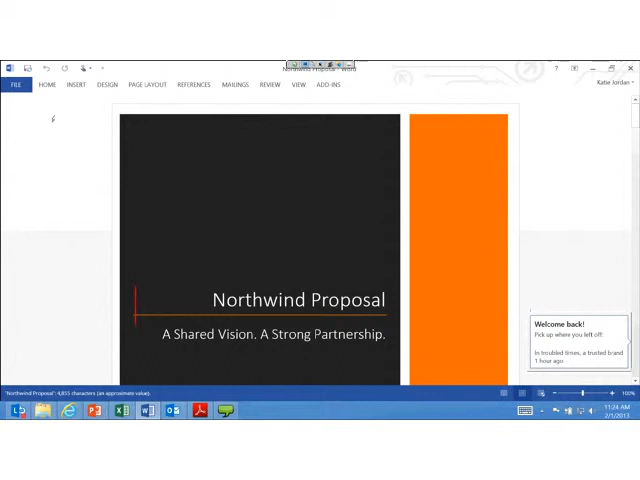 Northwind Proposal - Word
?
FILE HOME INSERT DESIGN PAGE LAYOUT REFERENCES MAILINGS REVIEW VIEW ADD-INS
Katie Jordan
Northwind Proposal
A Shared Vision. A Strong Partnership.
Welcome back!
Pick up where you left off:
In troubled times, a trusted brand
1 hour ago
"Northwind Proposal": 4,855 characters (an approximate value).
100%
11:24 AM
2/1/2013